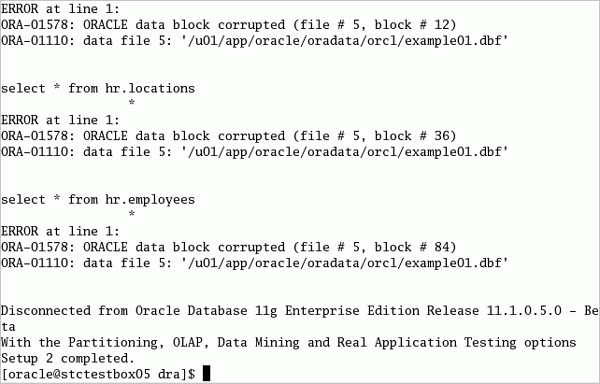 ERROR at line 1:
ORA-01578: ORACLE data block corrupted (file # 5, block # 12)
ORA-01110: data file 5: '/u01/app/oracle/oradata/orcl/example01.dbf'
select * from hr.locations
*
ERROR at line 1:
ORA-01578: ORACLE data block corrupted (file # 5, block # 36)
ORA-01110: data file 5: '/u01/app/oracle/oradata/orcl/example01.dbf'
select * from hr.employees
*
ERROR at line 1:
ORA-01578: ORACLE data block corrupted (file # 5, block # 84)
ORA-01110: data file 5: '/u01/app/oracle/oradata/orcl/example01.dbf'
Disconnected from Oracle Database 11g Enterprise Edition Release 11.1.0.5.0 - Be
ta
With the Partitioning, OLAP, Data Mining and Real Application Testing options
Setup 2 completed.
[oracle@stctestbox05 dra]$